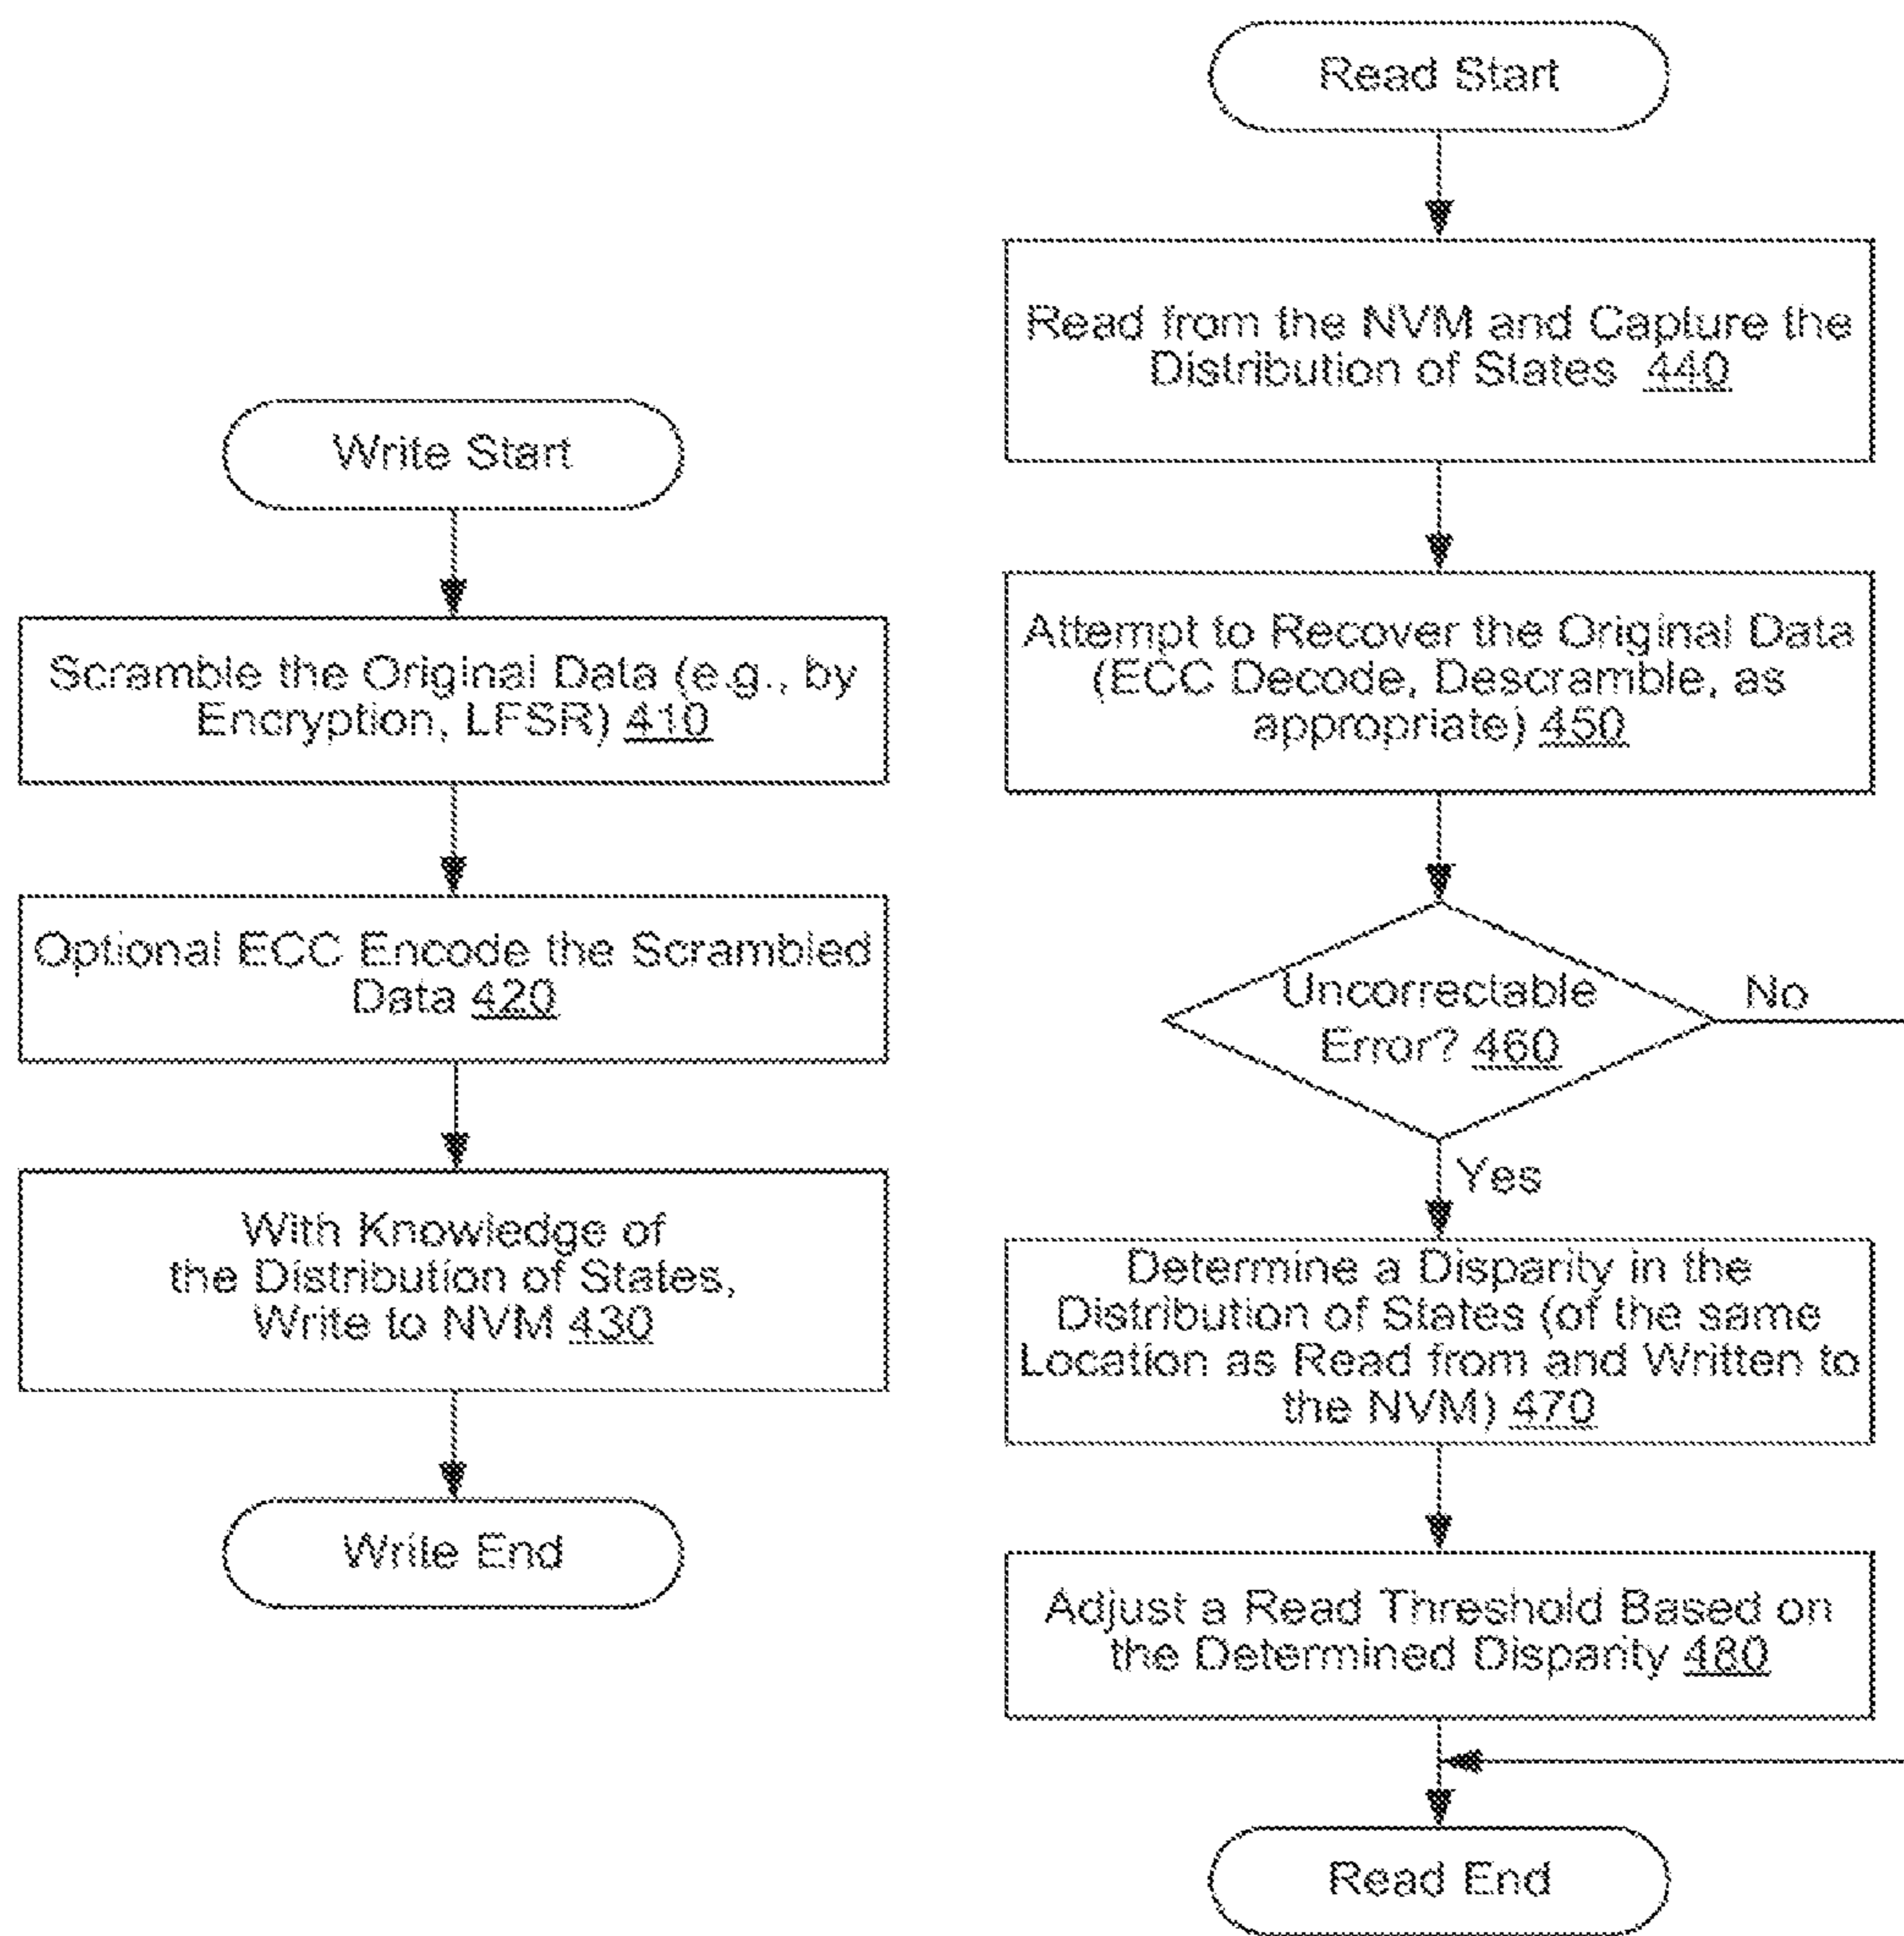 Write Start
Scramble the Original Data (e.g., by
Encryption, LFSR) 410
Optional ECC Encode the Scrambled
Data 420
With Knowledge of
the Distribution of States,
Write to NVM 430
Write End
Read Start
Read from the NVM and Capture the
Distribution of States 440
Attempt to Recover the Original Data
(ECC Decode, Descramble, as
appropriate) 450
Uncorrectable
Error? 460
No
Yes
Determine a Disparity in the
Distribution of States (of the same
Location as Read from and Written to
the NVM) 470
Adjust a Read Threshold Based on
the Determined Disparity 480
Read End